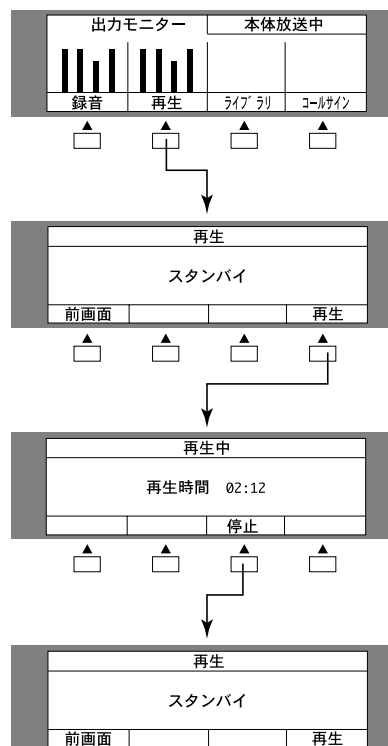 出力モニター 本体放送中
録音 再生 ﾗｲﾌﾞﾗﾘ ｺｰﾙｻｲﾝ
再生
スタンバイ
前画面 再生
再生中
再生時間 02:12
停止
再生
スタンバイ
前画面 再生